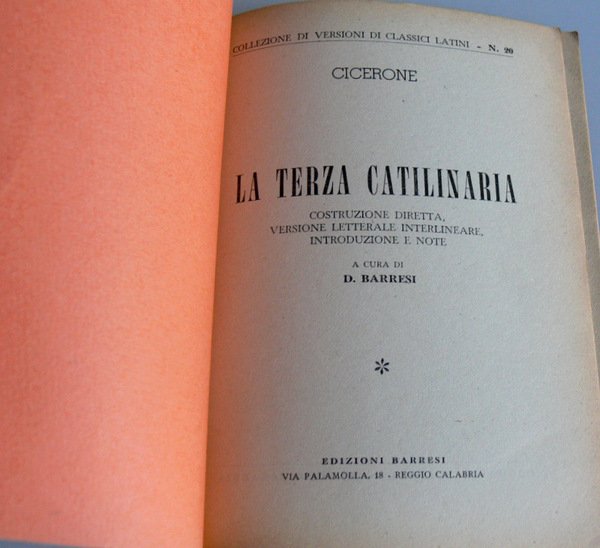 COLLEZIONE DI VERSIONI DI CLASSICI LATINI - N. 20
CICERONE
LA TERZA CATILINARIA
COSTRUZIONE DIRETTA,
VERSIONE LETTERALE INTERLINEARE,
INTRODUZIONE E NOTE
A CURA DI
D. BARRESI
*
EDIZIONI BARRESI
VIA PALAMOLLA, 18 - REGGIO CALABRIA